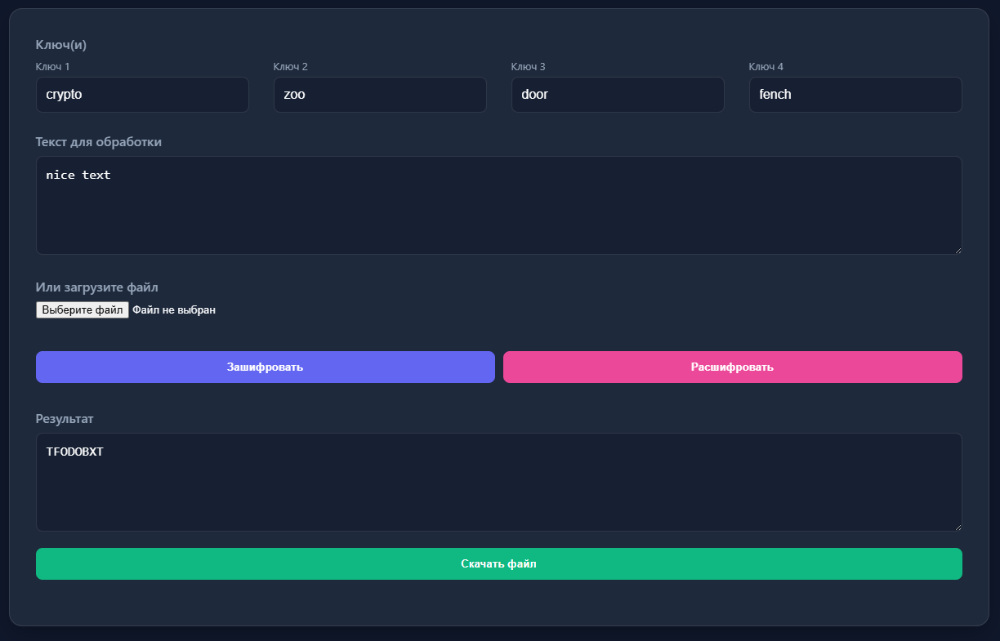 Ключ(и)
Ключ 1 Ключ 2 Ключ 3 Ключ 4
crypto zoo door fench
Текст для обработки
nice text
Или загрузите файл
Выберите файл Файл не выбран
Зашифровать Расшифровать
Результат
TFODOBXT
Скачать файл